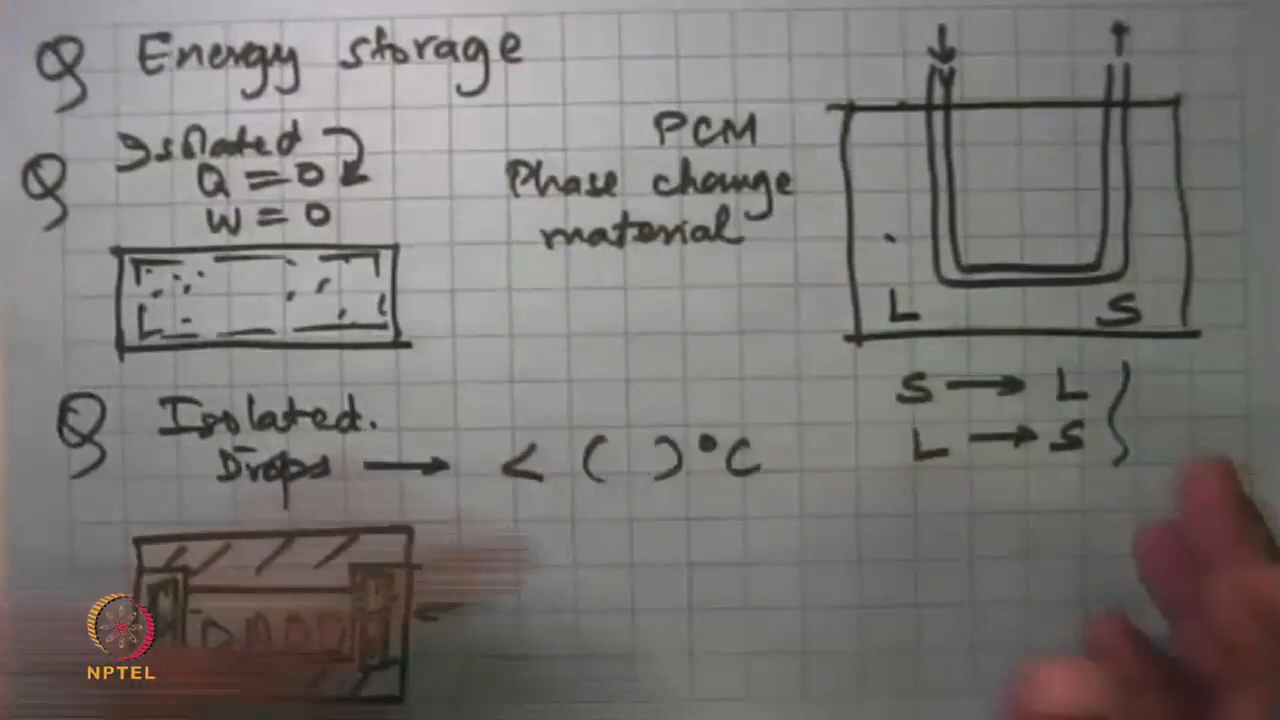 Q Energy storage
Q Isolated
Q = 0
W = 0
PCM
Phase change
material
L S
S → L
L → S
Q Isolated.
Drops → < ( ) °C
NPTEL